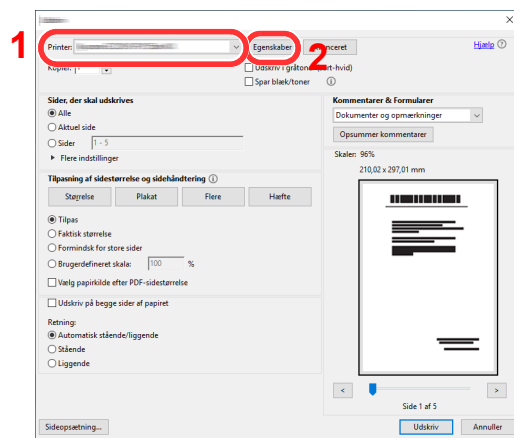 1
Printer:
Egenskaber
2
Hjælp
Kopier: 1
Udskriv i gråtoner (sort-hvid)
Spar blæk/toner
Sider, der skal udskrives
Alle
Aktuel side
Sider 1 - 5
Flere indstillinger
Tilpasning af sidestørrelse og sidehåndtering
Størrelse Plakat Flere Hæfte
Tilpas
Faktisk størrelse
Formindsk for store sider
Brugerdefineret skala: 100 %
Vælg papirkilde efter PDF-sidestørrelse
Udskriv på begge sider af papiret
Retning:
Automatisk stående/liggende
Stående
Liggende
Kommentarer & Formularer
Dokumenter og opmærkninger
Opsummer kommentarer
Skaler: 96%
210,02 x 297,01 mm
< >
Side 1 af 5
Sideopsætning...
Udskriv Annuller